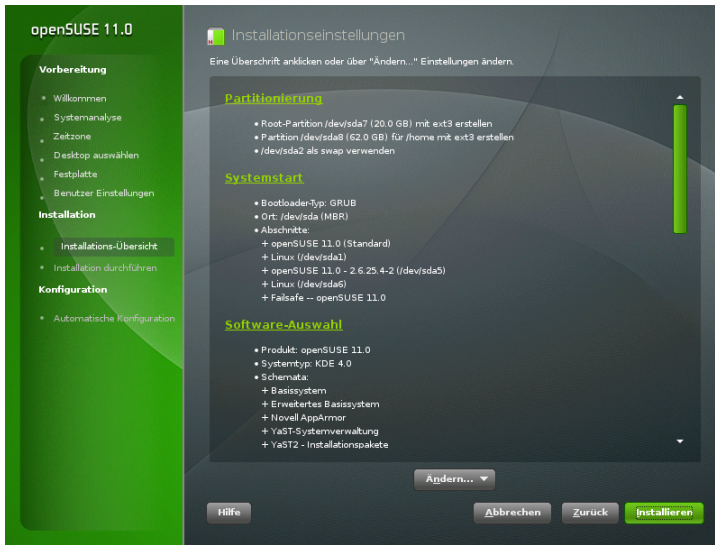 openSUSE 11.0
Vorbereitung
Willkommen
Systemanalyse
Zeitzone
Desktop auswählen
Festplatte
Benutzer Einstellungen
Installation
Installations-Übersicht
Installation durchführen
Konfiguration
Automatische Konfiguration
Installationseinstellungen
Eine Überschrift anklicken oder über "Ändern..." Einstellungen ändern.
Partitionierung
• Root-Partition /dev/sda7 (20.0 GB) mit ext3 erstellen
• Partition /dev/sda8 (62.0 GB) für /home mit ext3 erstellen
• /dev/sda2 als swap verwenden
Systemstart
• Bootloader-Typ: GRUB
• Ort: /dev/sda (MBR)
• Abschnitte:
+ openSUSE 11.0 (Standard)
+ Linux (/dev/sda1)
+ openSUSE 11.0 - 2.6.25.4-2 (/dev/sda5)
+ Linux (/dev/sda6)
+ Failsafe -- openSUSE 11.0
Software-Auswahl
• Produkt: openSUSE 11.0
• Systemtyp: KDE 4.0
• Schemata:
+ Basissystem
+ Erweitertes Basissystem
+ Novell AppArmor
+ YaST-Systemverwaltung
+ YaST2 - Installationspakete
Ändern...
Hilfe
Abbrechen
Zurück
Installieren